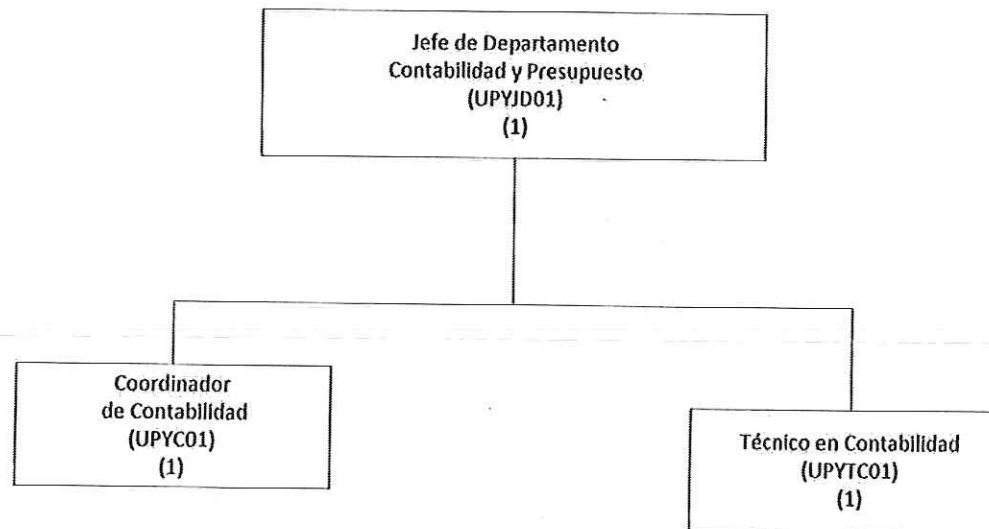 Jefe de Departamento
Contabilidad y Presupuesto
(UPYJD01)
(1)
Coordinador
de Contabilidad
(UPYC01)
(1)
Técnico en Contabilidad
(UPYTC01)
(1)